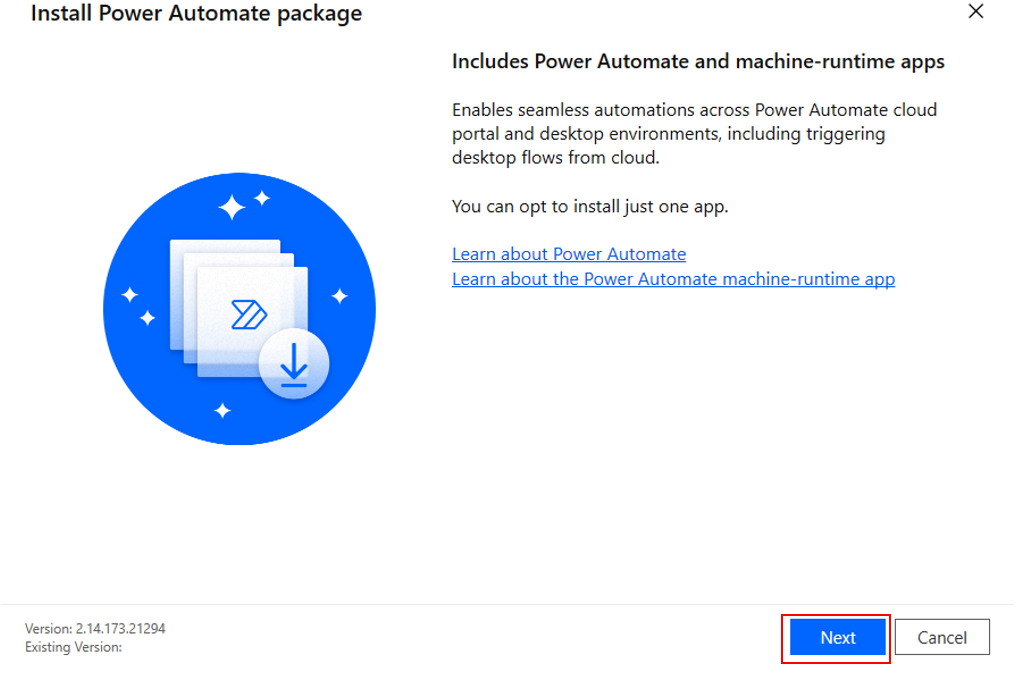 Install Power Automate package
Includes Power Automate and machine-runtime apps
Enables seamless automations across Power Automate cloud
portal and desktop environments, including triggering
desktop flows from cloud.
You can opt to install just one app.
Learn about Power Automate
Learn about the Power Automate machine-runtime app
Version: 2.14.173.21294
Existing Version:
Next
Cancel